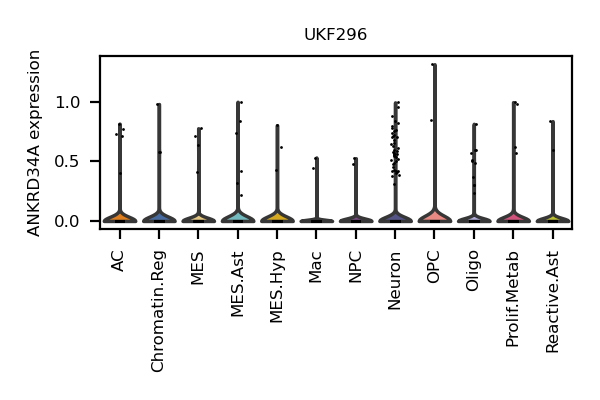 UKF296
ANKRD34A expression
1.0
0.5
0.0
AC
Chromatin.Reg
MES
MES.Ast
MES.Hyp
Mac
NPC
Neuron
OPC
Oligo
Prolif.Metab
Reactive.Ast